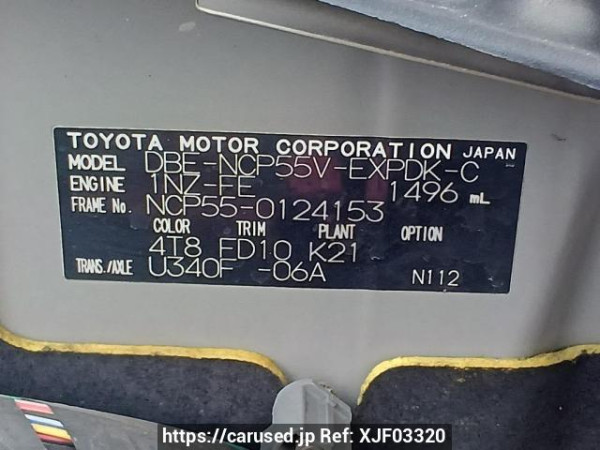 TOYOTA MOTOR CORPORATION JAPAN
MODEL DBE-NCP55V-EXPDK-C
ENGINE 1NZ-FE 1496 mL
FRAME No. NCP55-0124153
COLOR TRIM PLANT OPTION
4T8 FD10 K21
TRANS./AXLE U340F -06A N112
https://carused.jp Ref: XJF03320